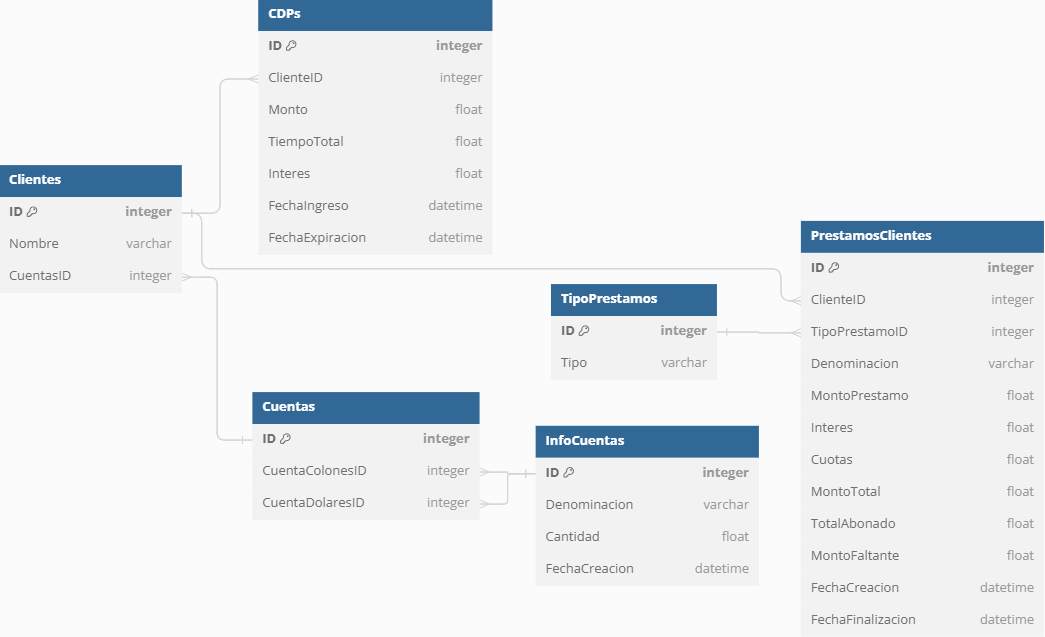 CDPs
ID integer
ClienteID integer
Monto float
TiempoTotal float
Interes float
FechaIngreso datetime
FechaExpiracion datetime
Clientes
ID integer
Nombre varchar
CuentasID integer
PrestamosClientes
ID integer
ClienteID integer
TipoPrestamoID integer
Denominacion varchar
MontoPrestamo float
Interes float
Cuotas float
MontoTotal float
TotalAbonado float
MontoFaltante float
FechaCreacion datetime
FechaFinalizacion datetime
TipoPrestamos
ID integer
Tipo varchar
Cuentas
ID integer
CuentaColonesID integer
CuentaDolaresID integer
InfoCuentas
ID integer
Denominacion varchar
Cantidad float
FechaCreacion datetime